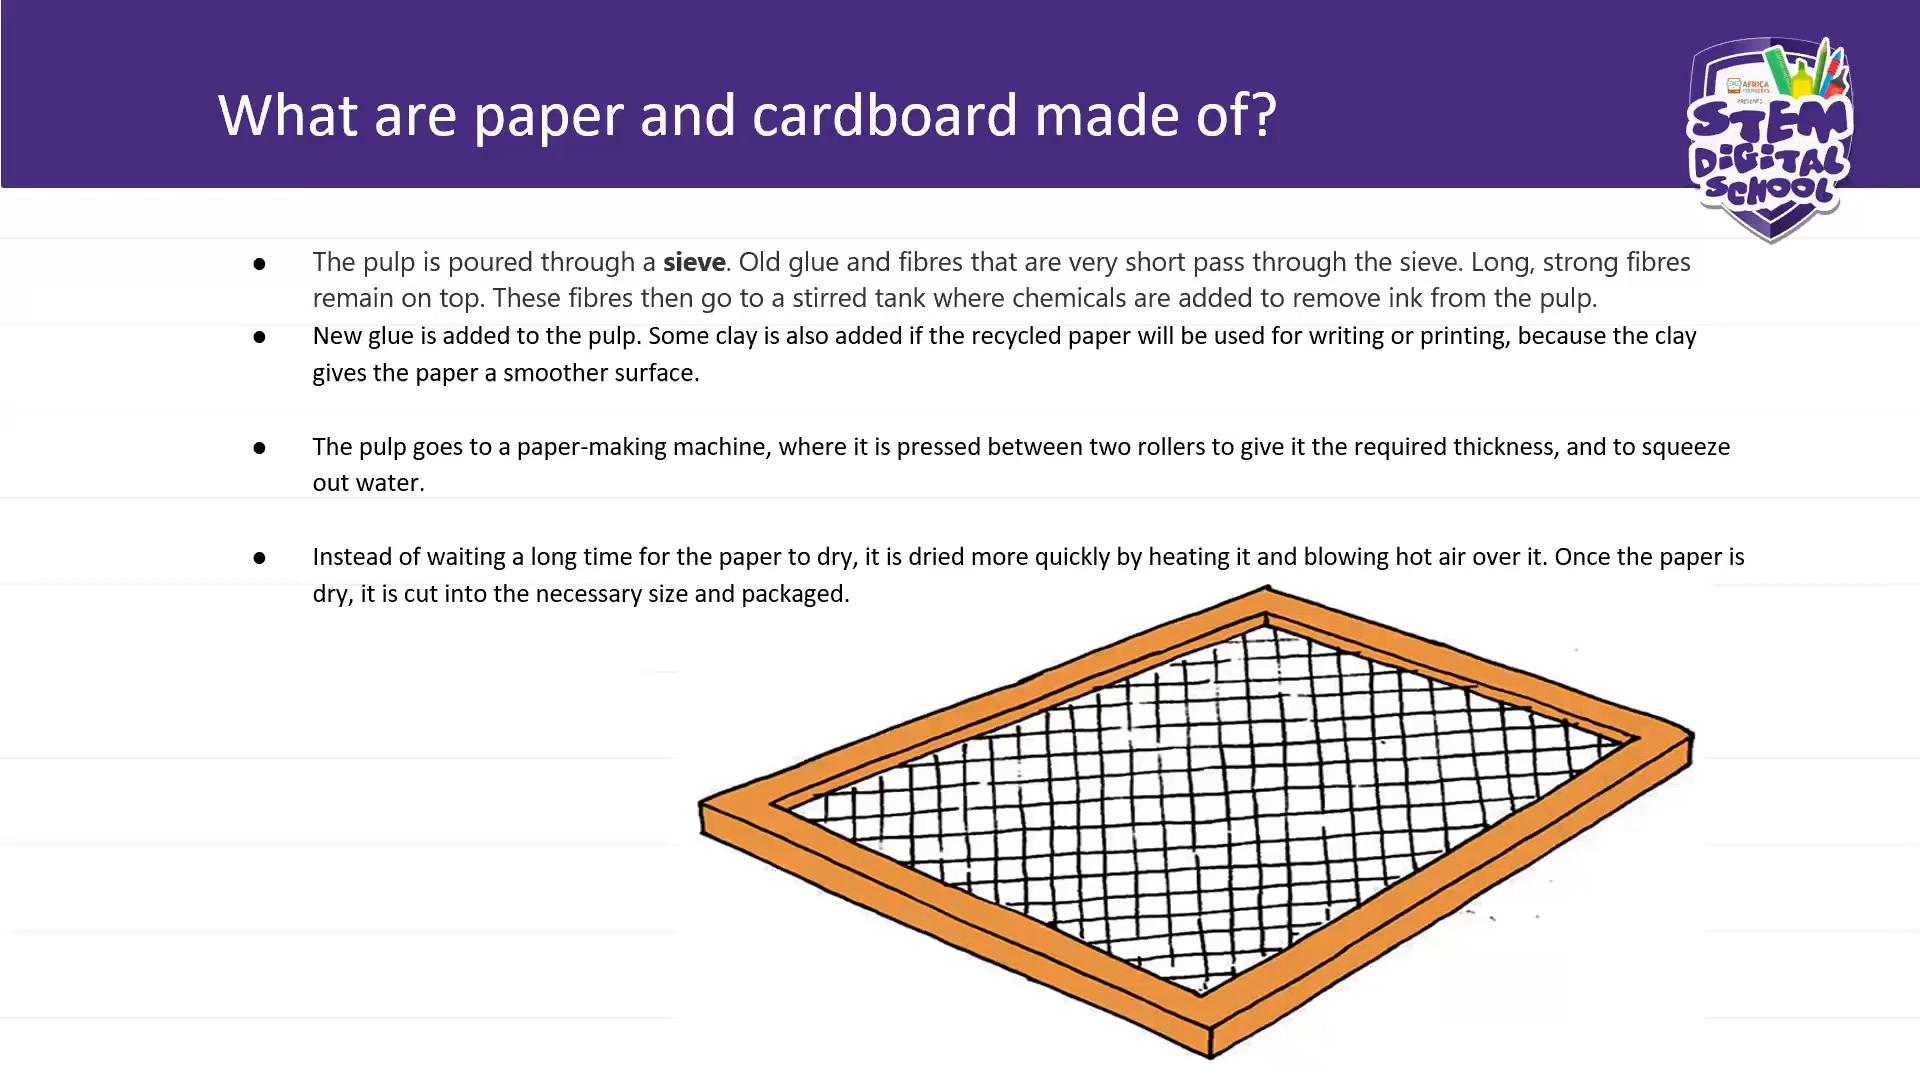 What are paper and cardboard made of?
AFRICA
PRESENTS
STEM
DIGITAL
SCHOOL
● The pulp is poured through a sieve. Old glue and fibres that are very short pass through the sieve. Long, strong fibres
remain on top. These fibres then go to a stirred tank where chemicals are added to remove ink from the pulp.
● New glue is added to the pulp. Some clay is also added if the recycled paper will be used for writing or printing, because the clay
gives the paper a smoother surface.
● The pulp goes to a paper-making machine, where it is pressed between two rollers to give it the required thickness, and to squeeze
out water.
● Instead of waiting a long time for the paper to dry, it is dried more quickly by heating it and blowing hot air over it. Once the paper is
dry, it is cut into the necessary size and packaged.